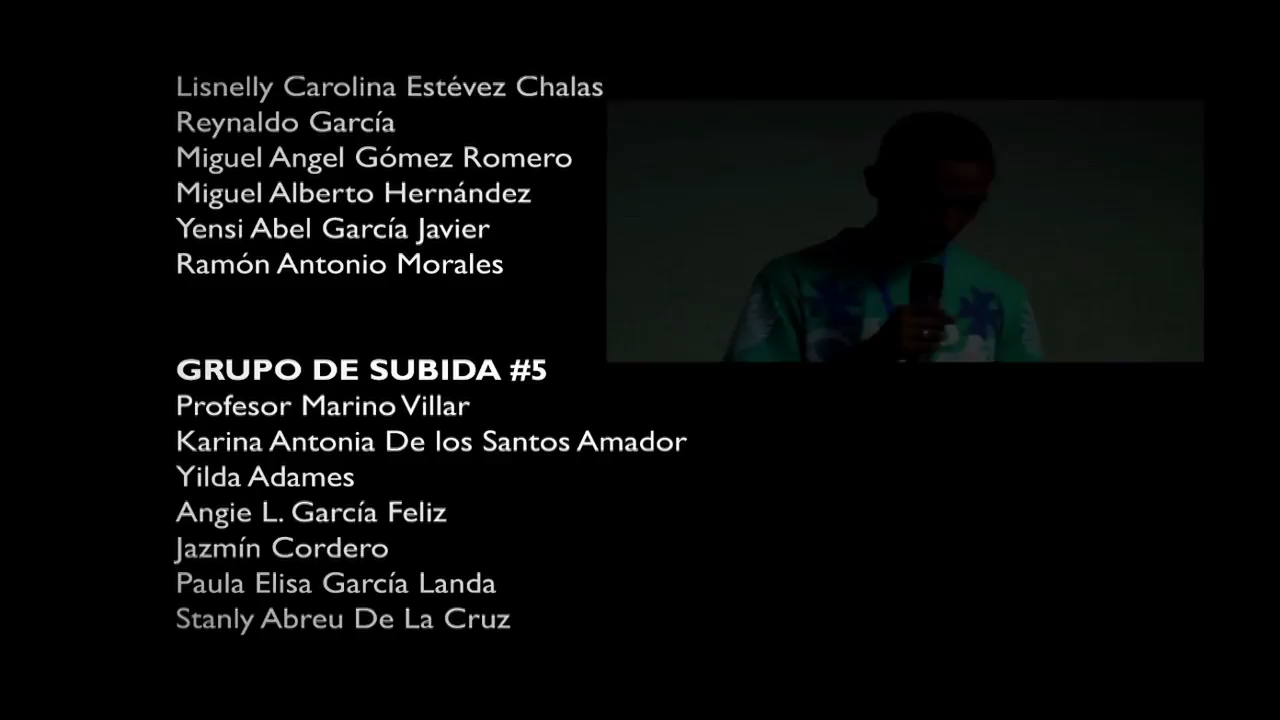 Lisnelly Carolina Estévez Chalas
Reynaldo García
Miguel Angel Gómez Romero
Miguel Alberto Hernández
Yensi Abel García Javier
Ramón Antonio Morales
GRUPO DE SUBIDA #5
Profesor Marino Villar
Karina Antonia De los Santos Amador
Yilda Adames
Angie L. García Feliz
Jazmín Cordero
Paula Elisa García Landa
Stanly Abreu De La Cruz